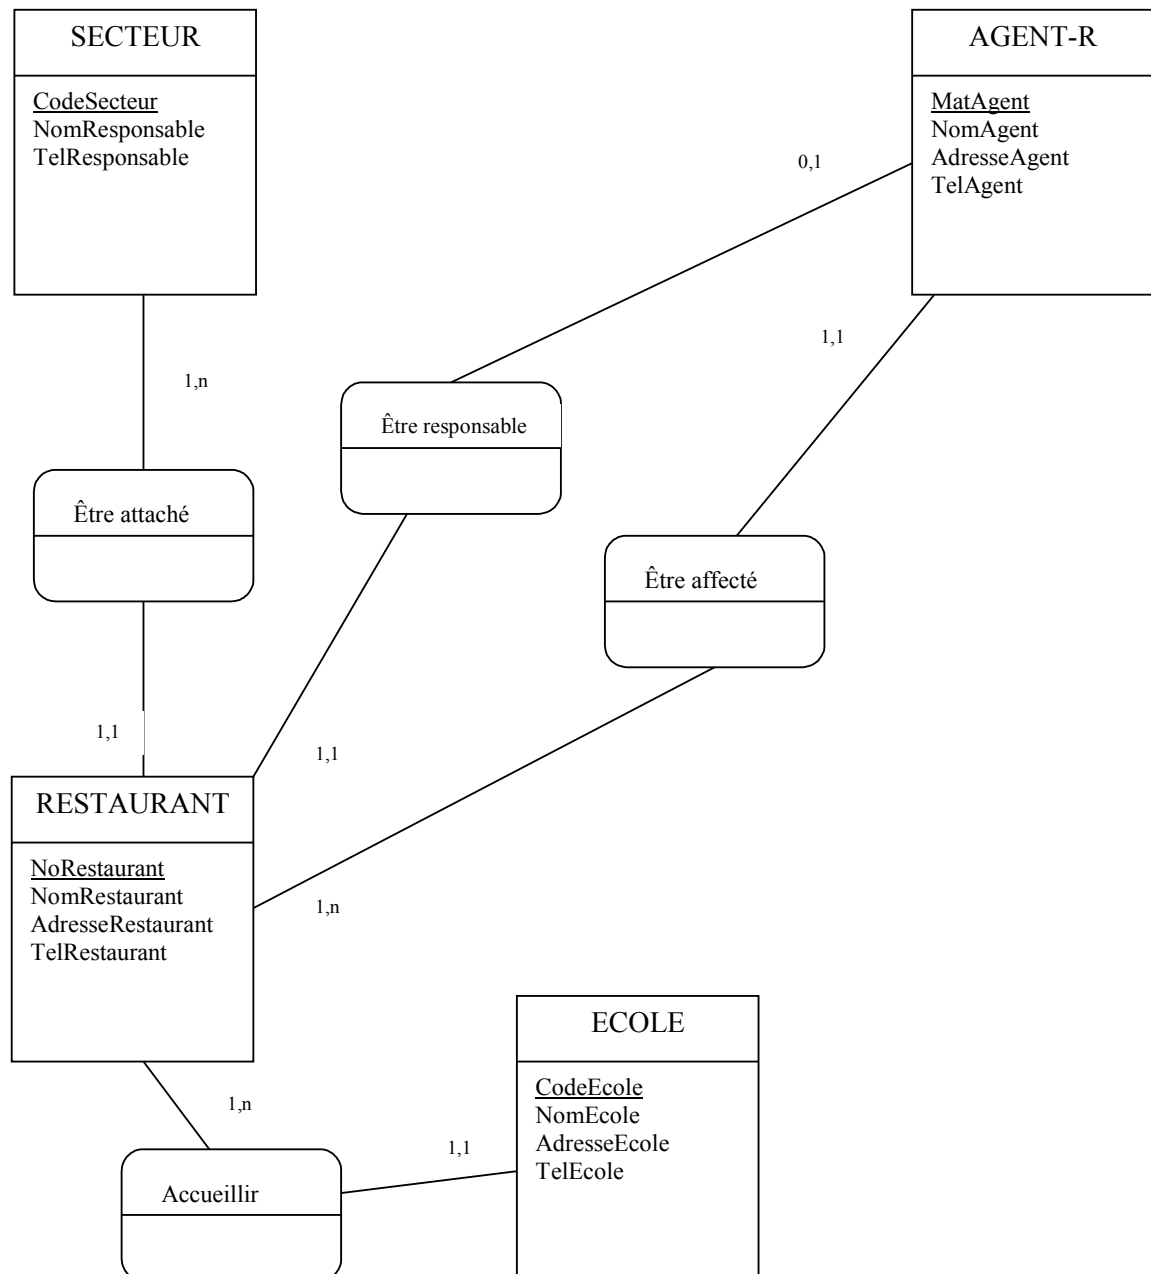 SECTEUR
CodeSecteur
NomResponsable
TelResponsable
AGENT-R
MatAgent
NomAgent
AdresseAgent
TelAgent
0,1
1,1
1,n
Être responsable
Être attaché
Être affecté
1,1
1,1
RESTAURANT
NoRestaurant
NomRestaurant
AdresseRestaurant
TelRestaurant
1,n
ECOLE
CodeEcole
NomEcole
AdresseEcole
TelEcole
1,n
1,1
Accueillir